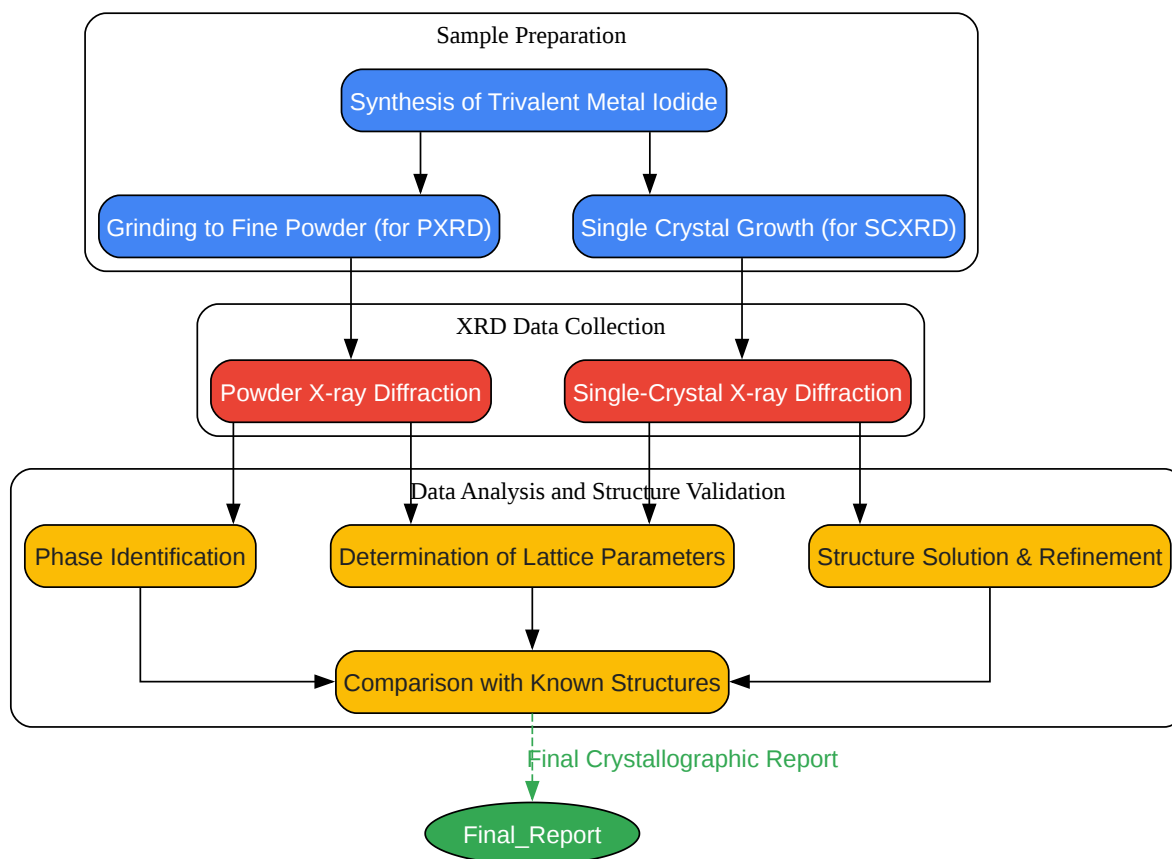 Sample Preparation
Synthesis of Trivalent Metal Iodide
Grinding to Fine Powder (for PXRD)
Single Crystal Growth (for SCXRD)
XRD Data Collection
Powder X-ray Diffraction
Single-Crystal X-ray Diffraction
Data Analysis and Structure Validation
Phase Identification
Determination of Lattice Parameters
Structure Solution & Refinement
Comparison with Known Structures
Final Crystallographic Report
Final_Report